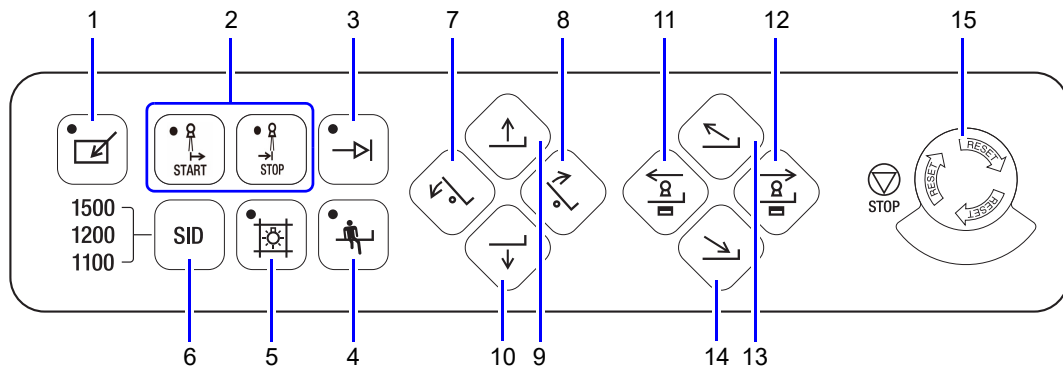 1 2 3 7 8 11 12 15
START STOP
1500
1200
1100
SID
STOP
RESET
RESET
RESET
6 5 4 10 9 14 13